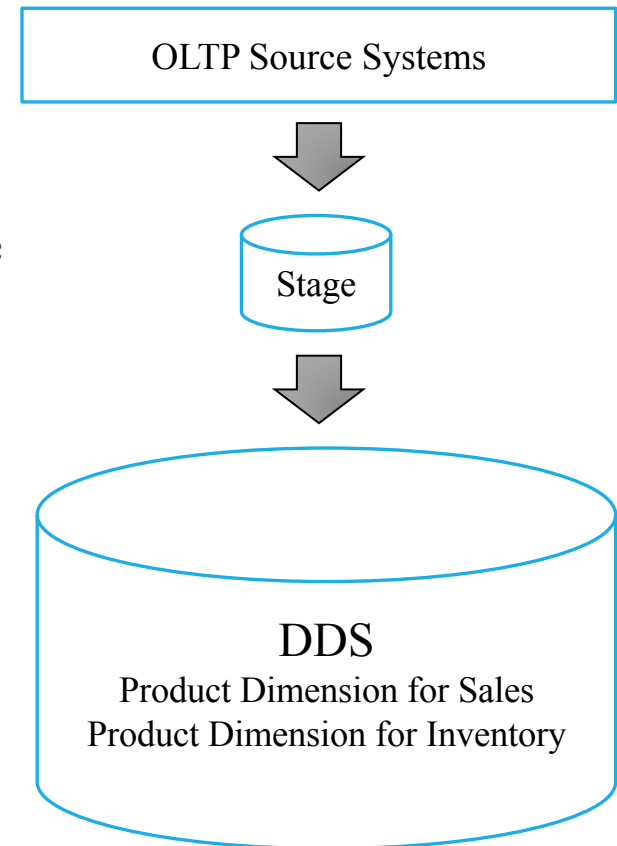 OLTP Source Systems
e
Stage
DDS
Product Dimension for Sales
Product Dimension for Inventory